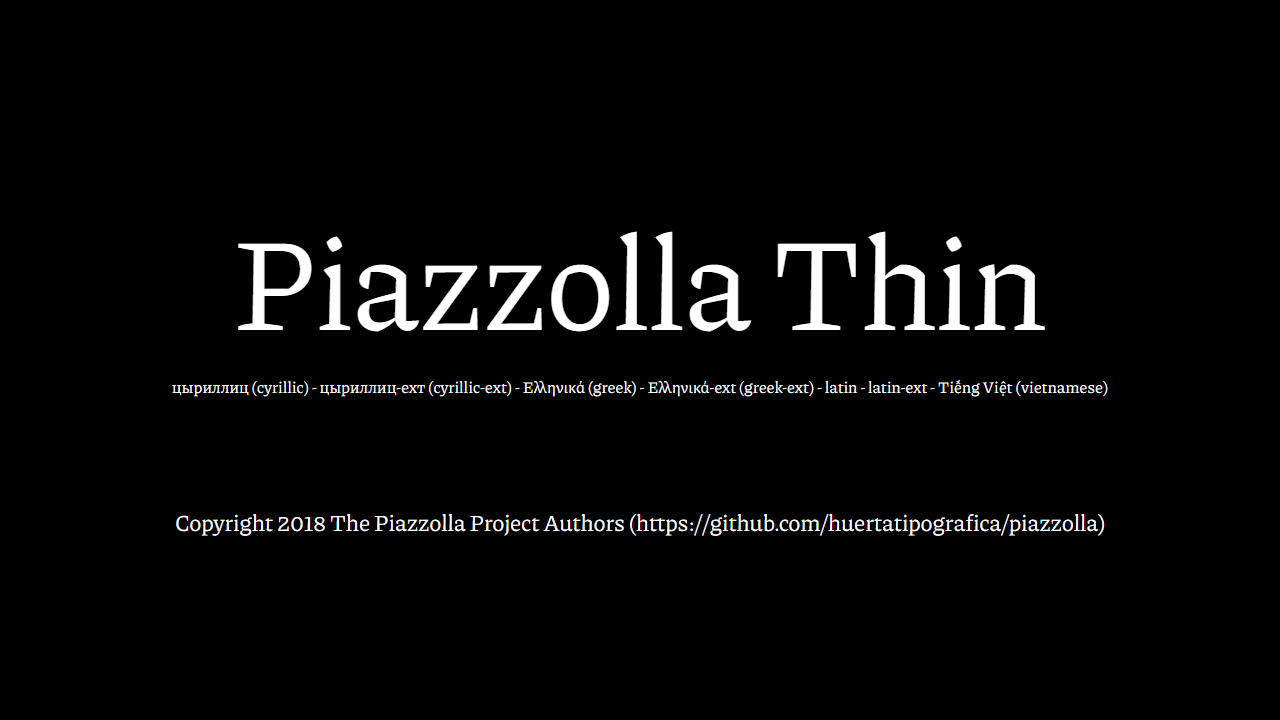 Piazzolla Thin
цыриллиц (cyrillic) - цыриллиц-ехт (cyrillic-ext) - Ελληνικά (greek) - Ελληνικά-ext (greek-ext) - latin - latin-ext - Tiếng Việt (vietnamese)
Copyright 2018 The Piazzolla Project Authors (https://github.com/huertatipografica/piazzolla)